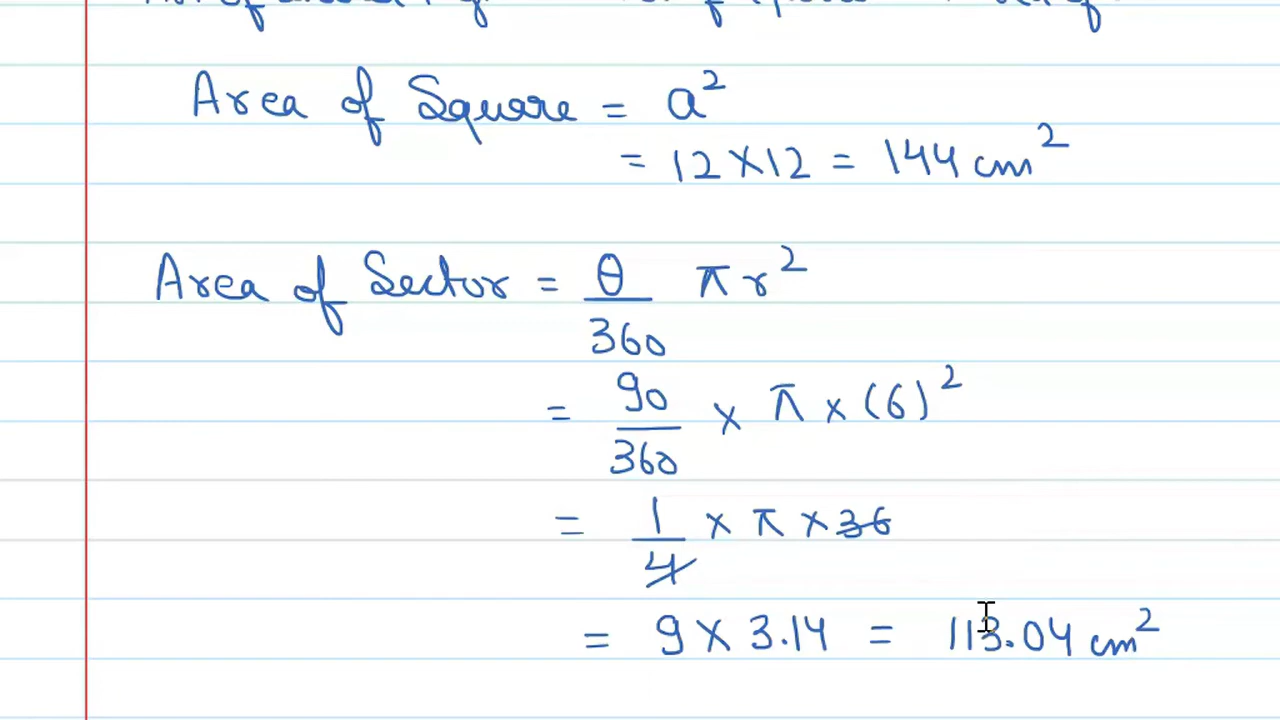 Area of Square = a²
= 12 × 12 = 144 cm²
Area of Sector = θ/360 π r²
= 90/360 × π × (6)²
= 1/4 × π × 36
= 9 × 3.14 = 113.04 cm²